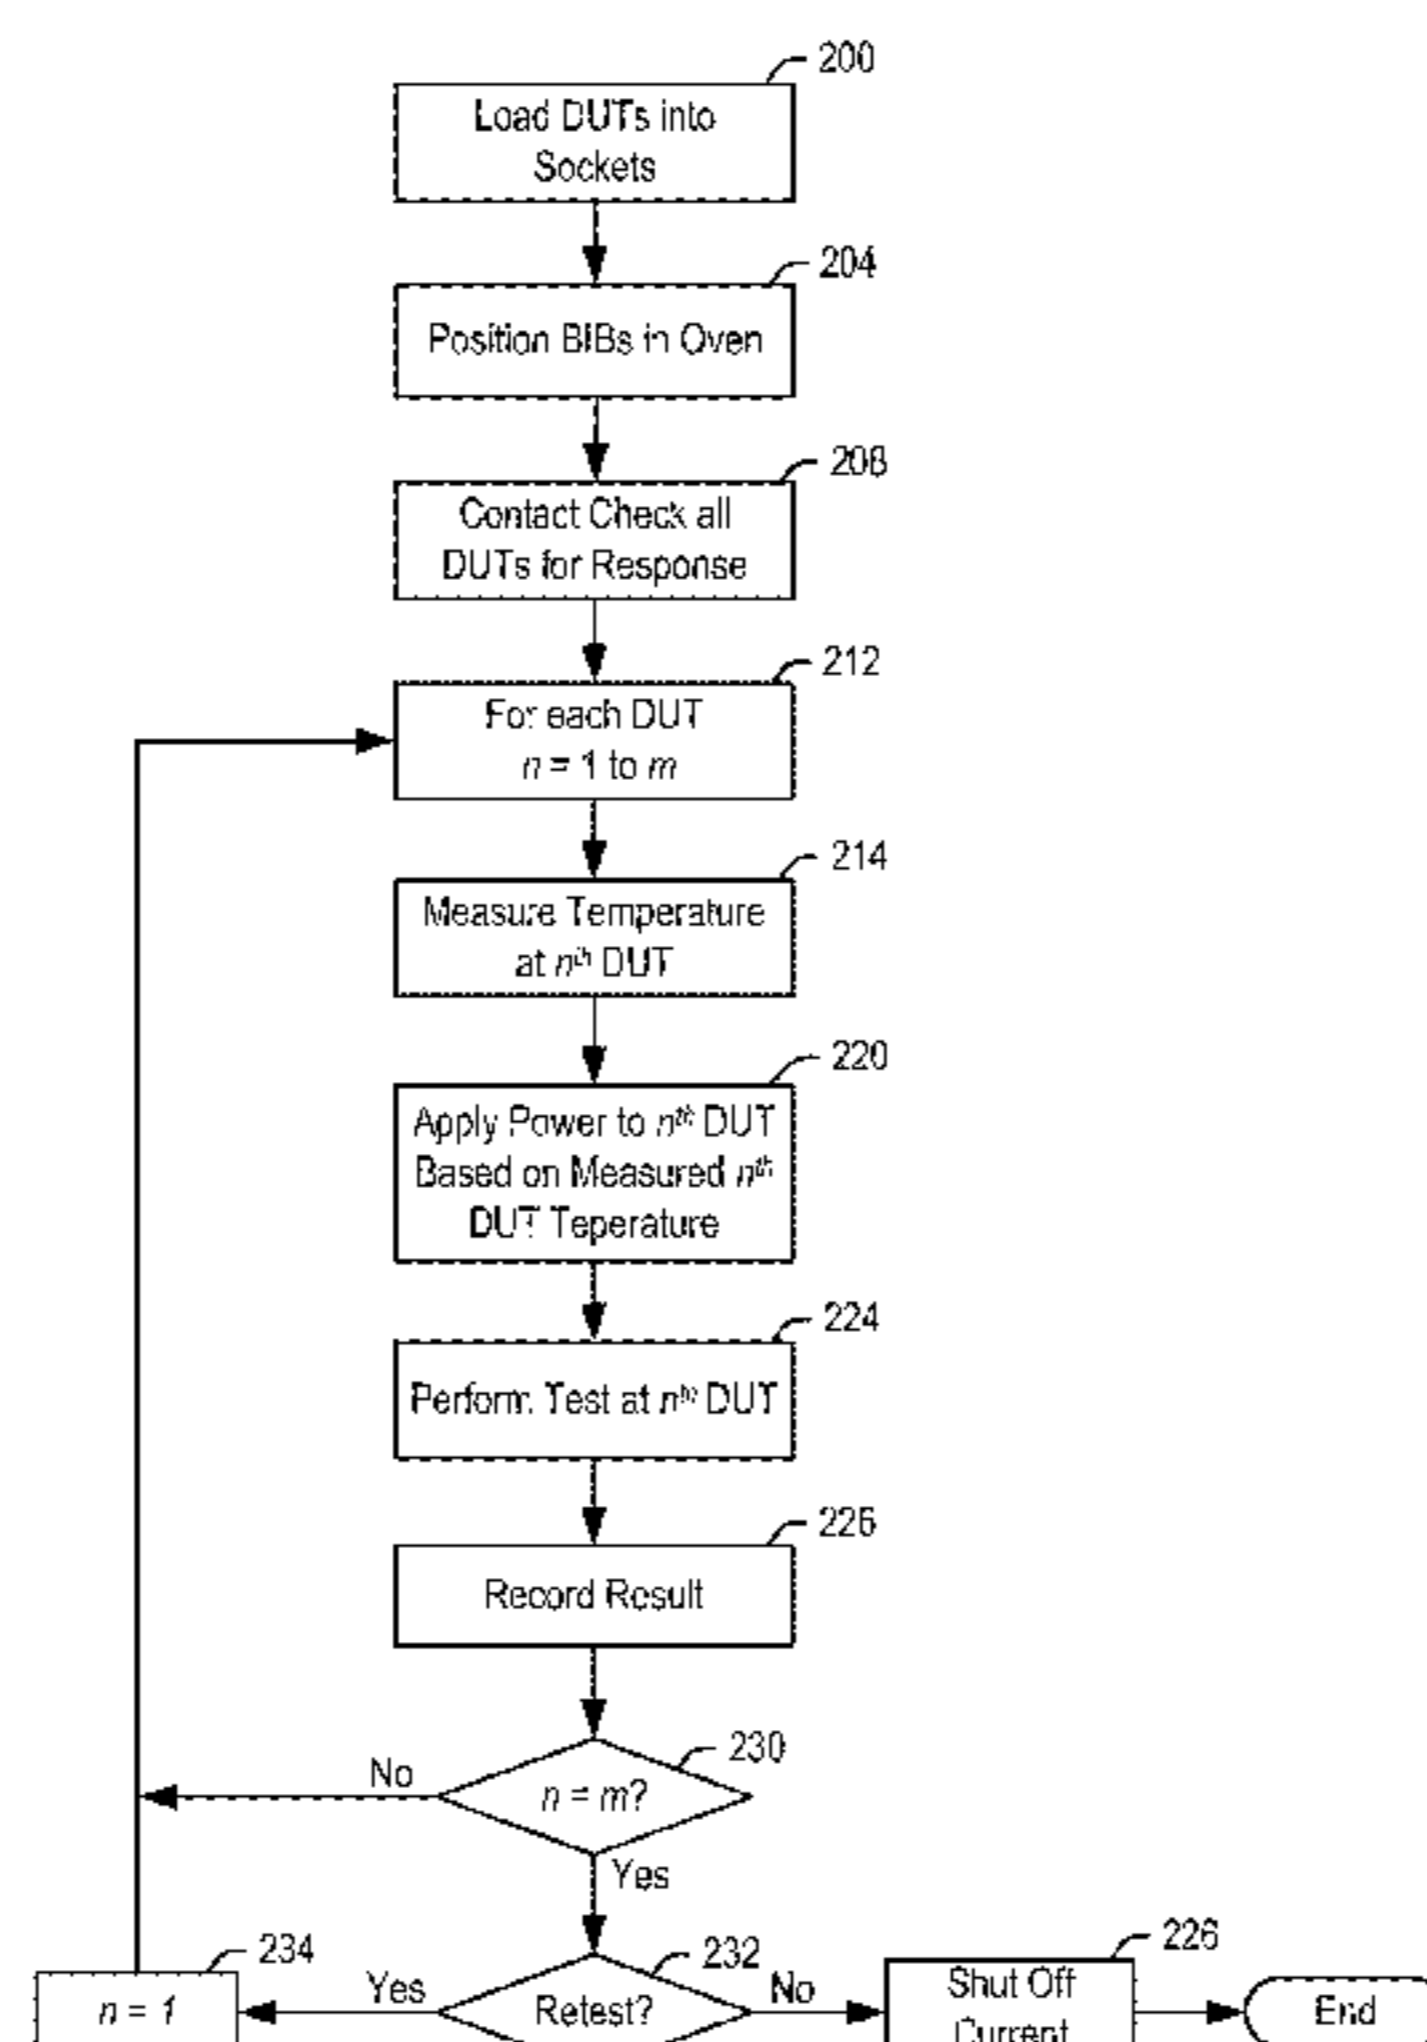 200
Load DUTs into
Sockets
204
Position BIBs in Oven
208
Contact Check all
DUTs for Response
212
For each DUT
n = 1 to m
214
Measure Temperature
at nth DUT
220
Apply Power to nth DUT
Based on Measured nth
DUT Teperature
224
Perform Test at nth DUT
226
Record Result
230
n = m?
No
Yes
234
n = 1
Yes
232
Retest?
No
226
Shut Off
Current
End